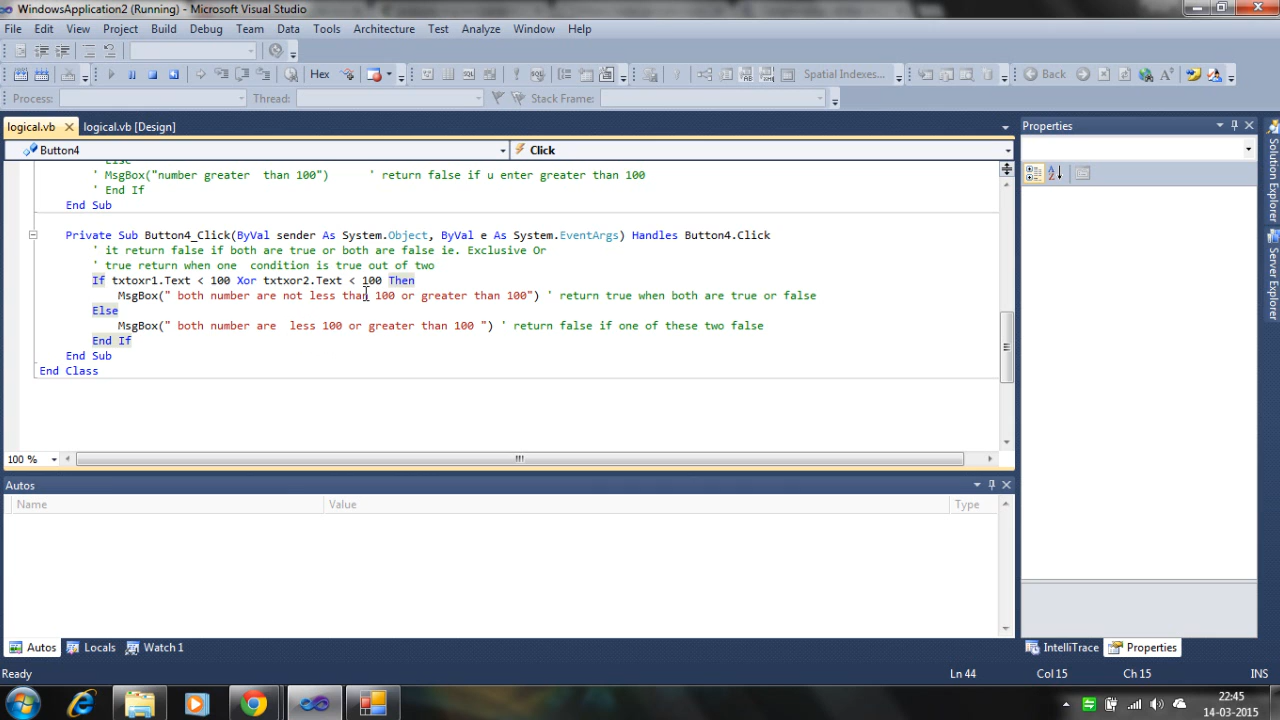 WindowsApplication2 (Running) - Microsoft Visual Studio
File Edit View Project Build Debug Team Data Tools Architecture Test Analyze Window Help
Hex Spatial Indexes... Back
Process: Thread: Stack Frame:
logical.vb logical.vb [Design] Properties
Button4 Click
Else
' MsgBox("number greater  than 100")      ' return false if u enter greater than 100
' End If
End Sub
Private Sub Button4_Click(ByVal sender As System.Object, ByVal e As System.EventArgs) Handles Button4.Click
' it return false if both are true or both are false ie. Exclusive Or
' true return when one  condition is true out of two
If txtoxr1.Text < 100 Xor txtxor2.Text < 100 Then
MsgBox(" both number are not less than 100 or greater than 100") ' return true when both are true or false
Else
MsgBox(" both number are  less 100 or greater than 100 ") ' return false if one of these two false
End If
End Sub
End Class
100 %
Autos
Name Value Type
Autos Locals Watch 1 IntelliTrace Properties
Solution Explorer
Server Explorer
Ready Ln 44 Col 15 Ch 15 INS
22:45
14-03-2015